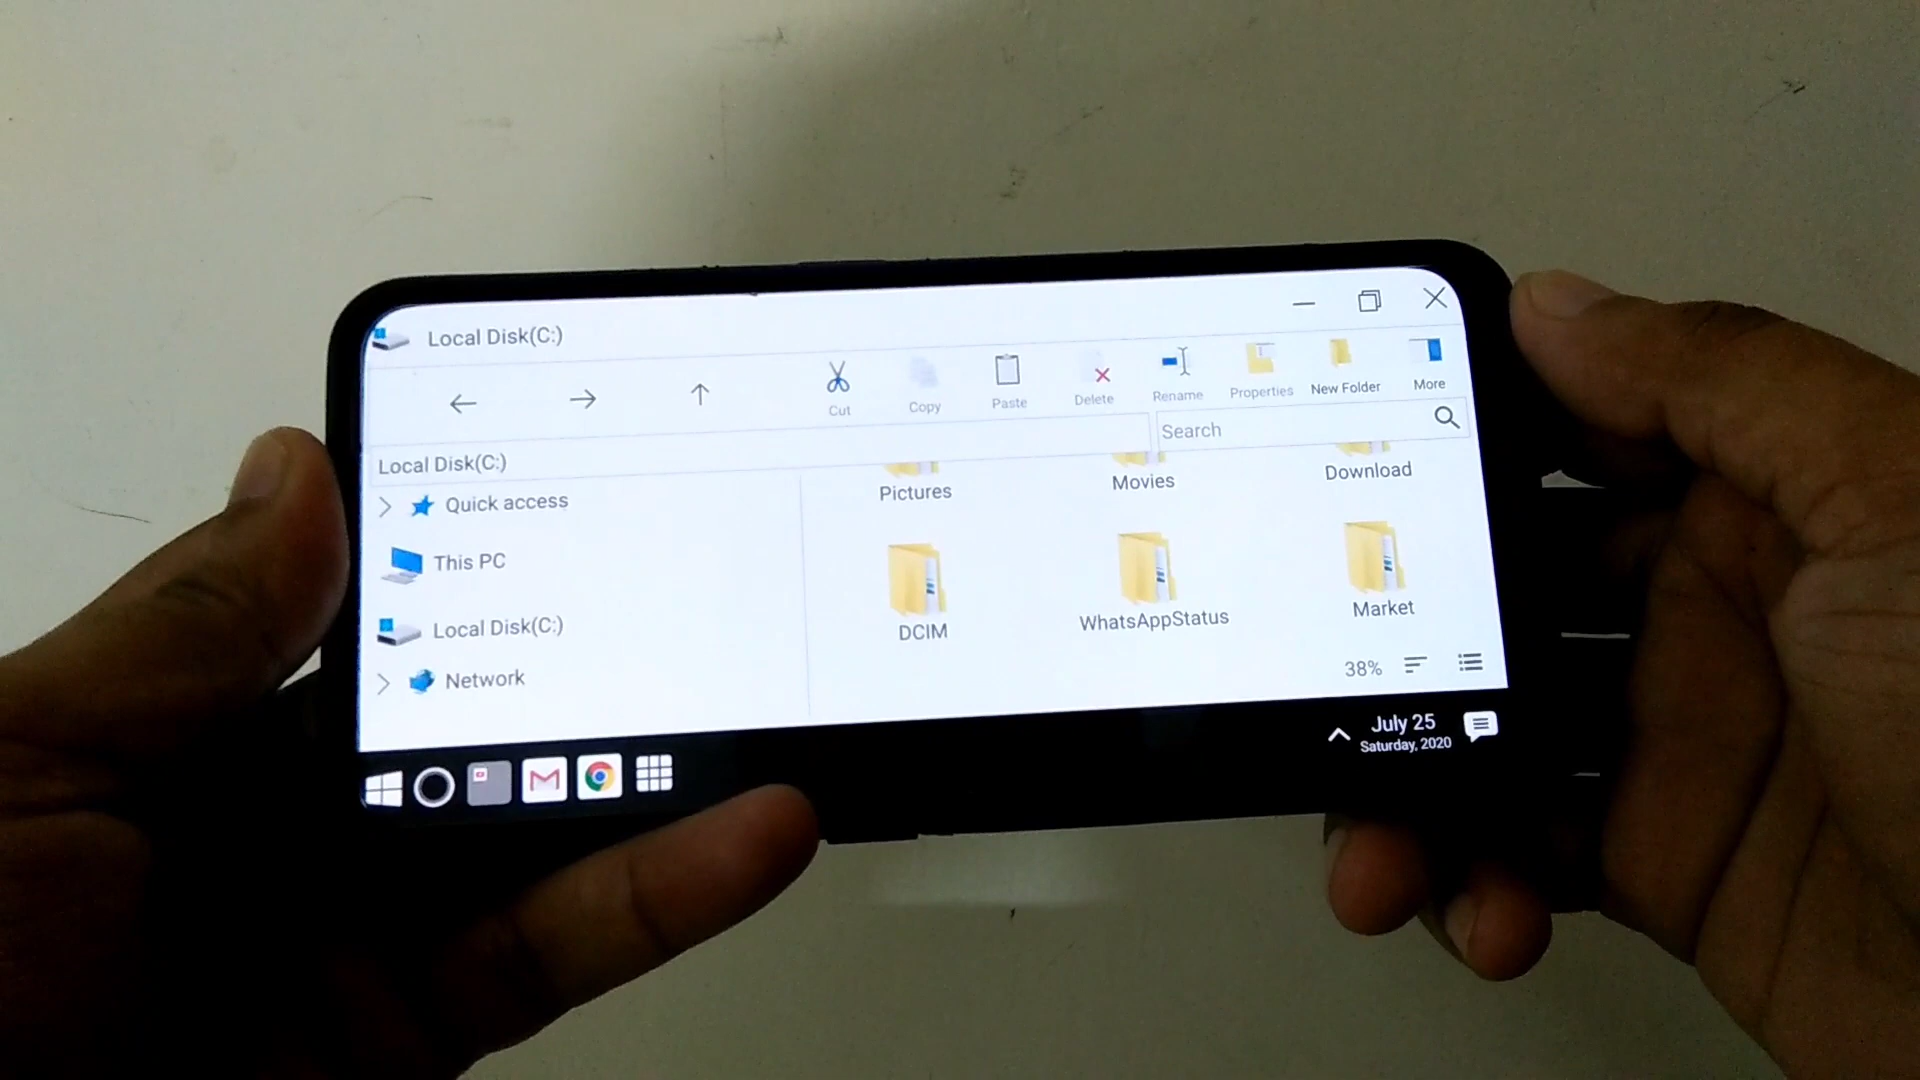 Local Disk(C:)
Cut
Copy
Paste
Delete
Rename
Properties
New Folder
More
Local Disk(C:)
Search
Quick access
This PC
Local Disk(C:)
Network
Pictures
Movies
Download
DCIM
WhatsAppStatus
Market
38%
July 25
Saturday, 2020